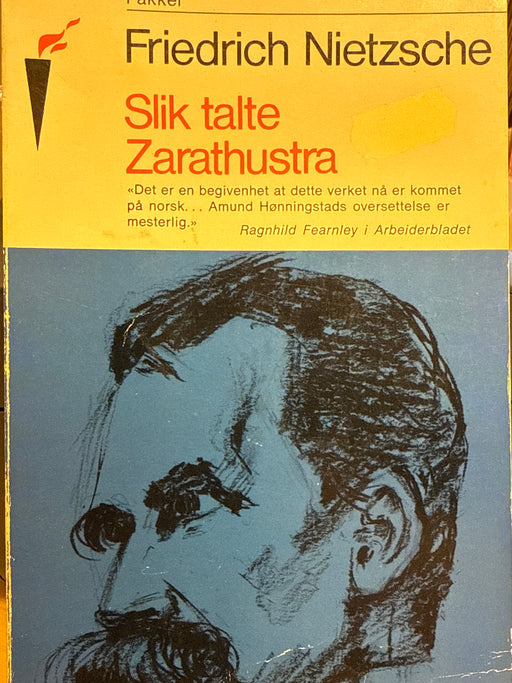 Fakkel
Friedrich Nietzsche
Slik talte
Zarathustra
«Det er en begivenhet at dette verket nå er kommet
på norsk... Amund Hønningstads oversettelse er
mesterlig.»
Ragnhild Fearnley i Arbeiderbladet